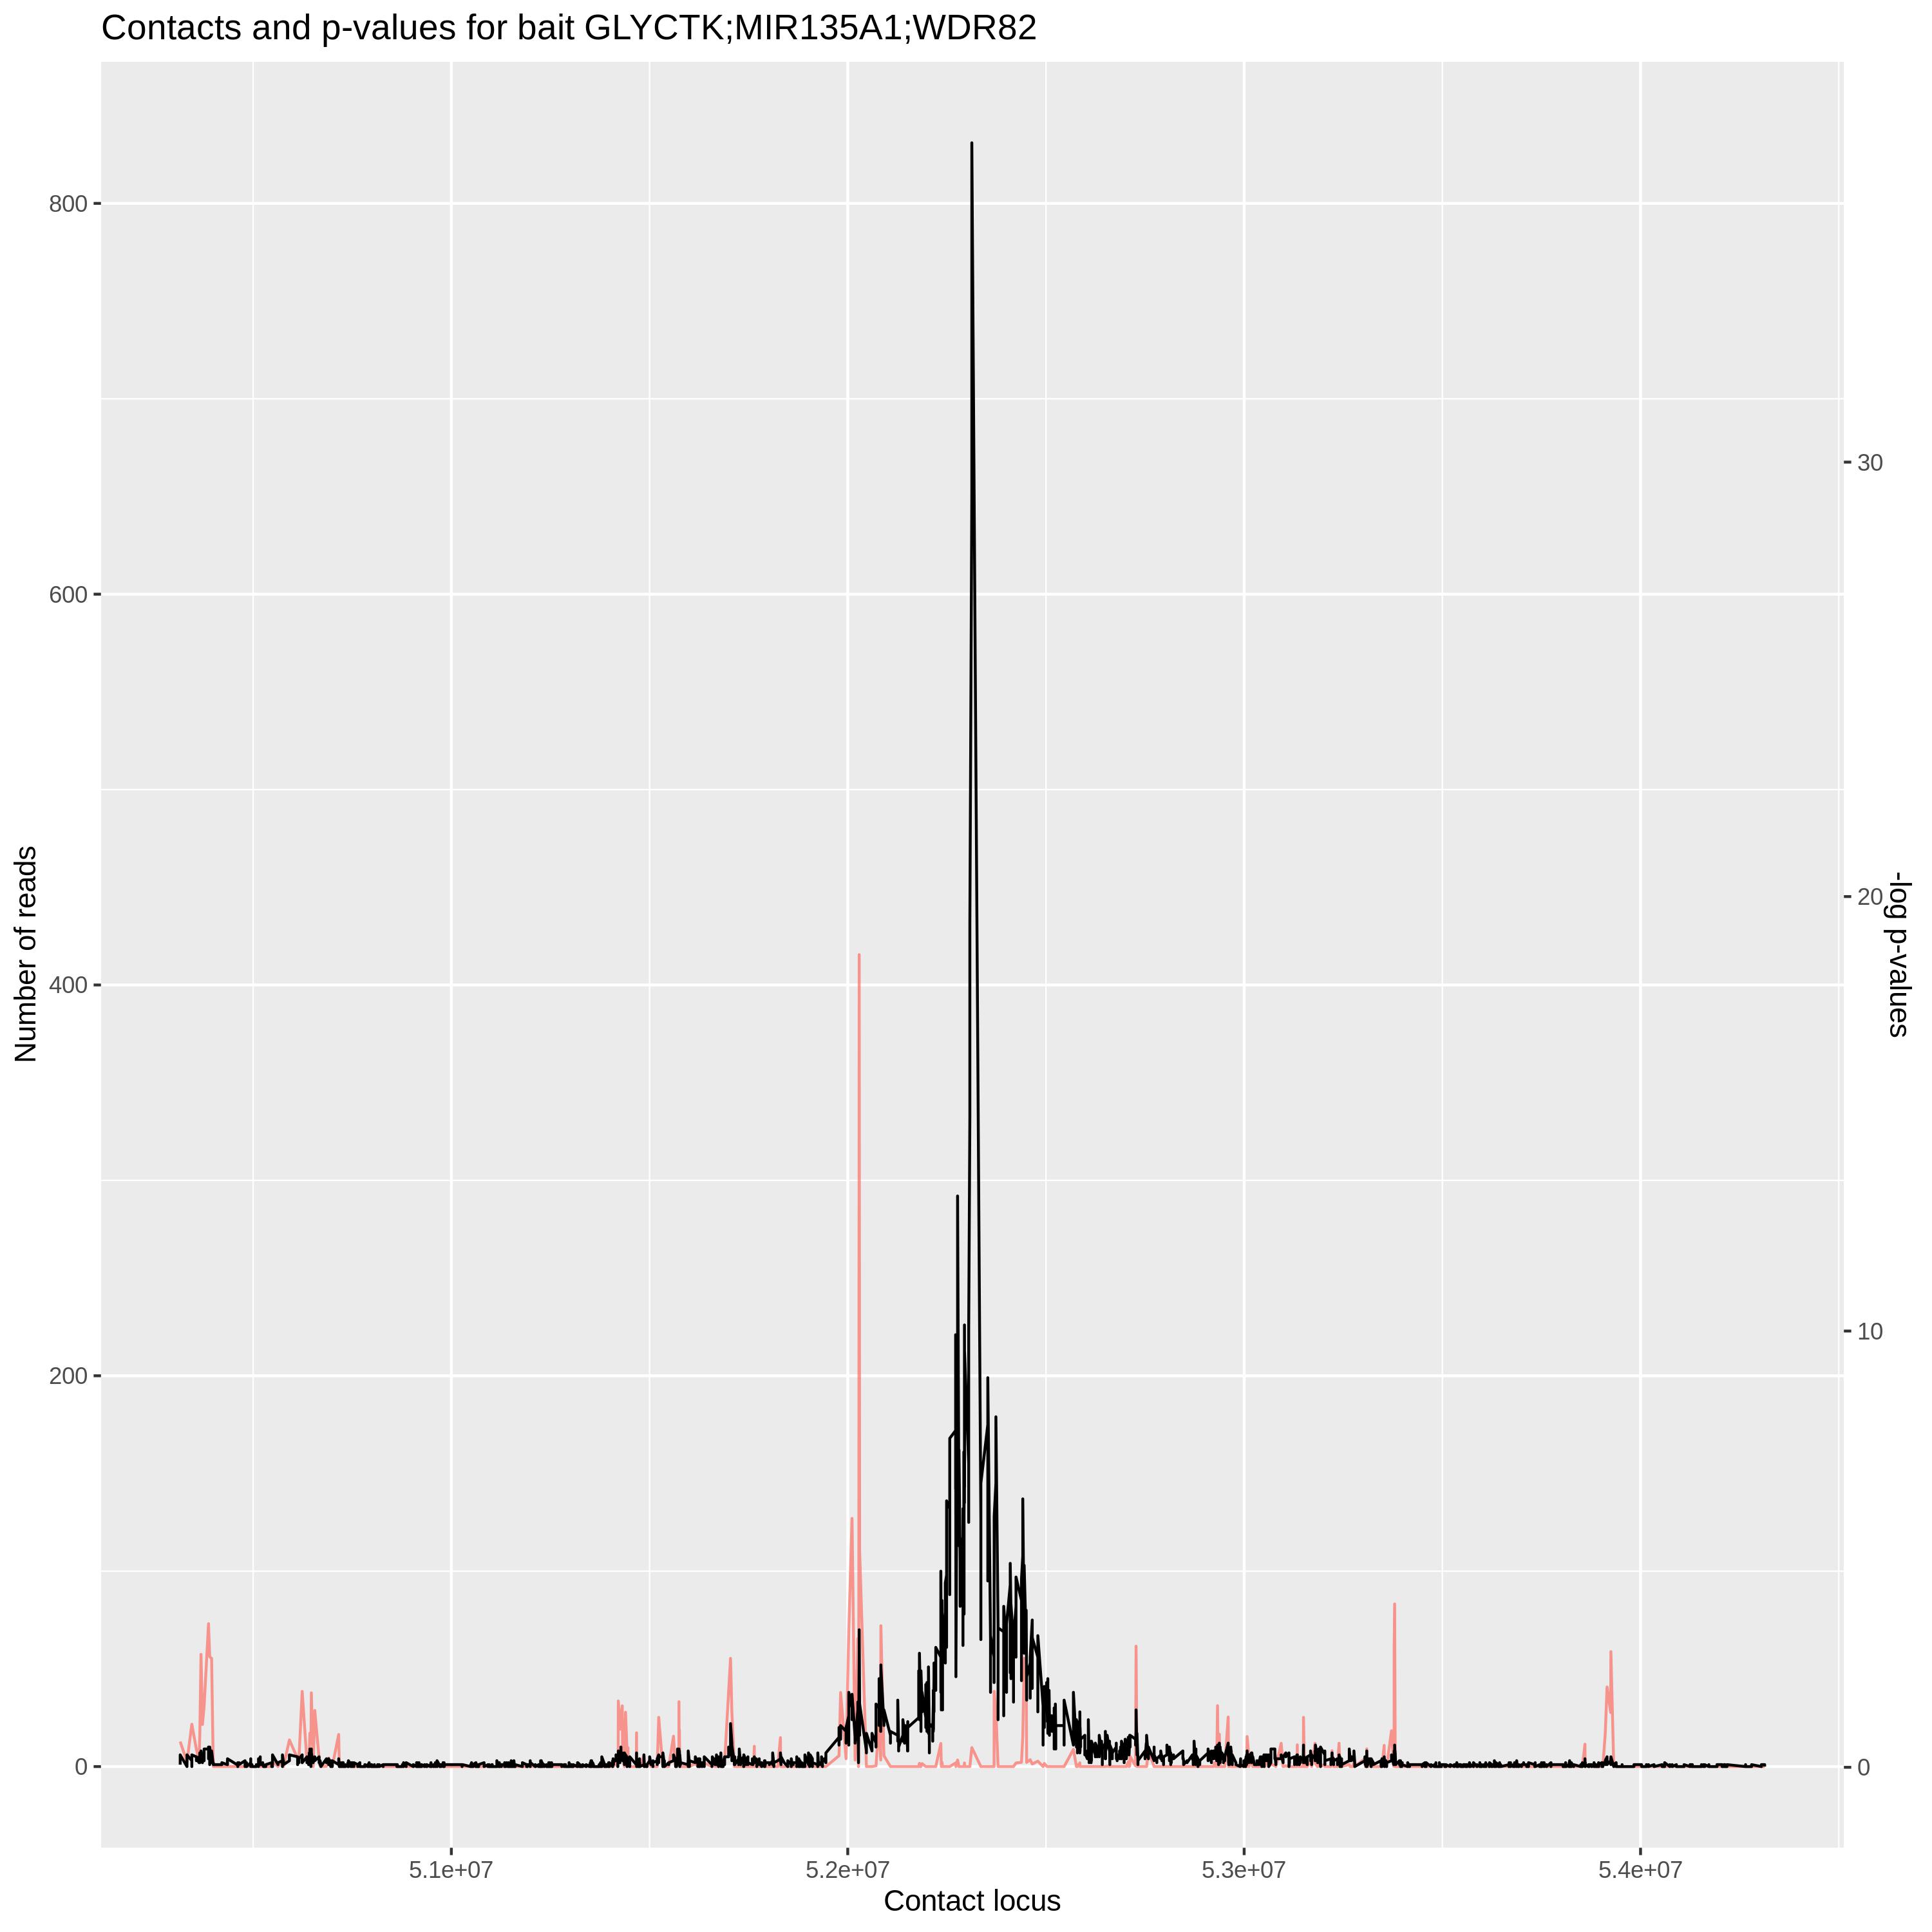 Contacts and p-values for bait GLYCTK;MIR135A1;WDR82
Number of reads
800
600
400
200
0
30
20
10
0
-log p-values
5.1e+07
5.2e+07
5.3e+07
5.4e+07
Contact locus